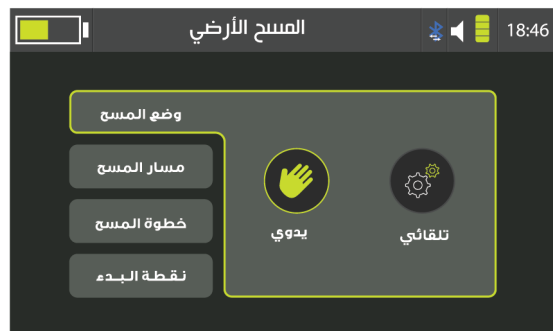 المسح الأرضي
18:46
وضع المسح
مسار المسح
خطوة المسح
نقطة البدء
يدوي
تلقائي